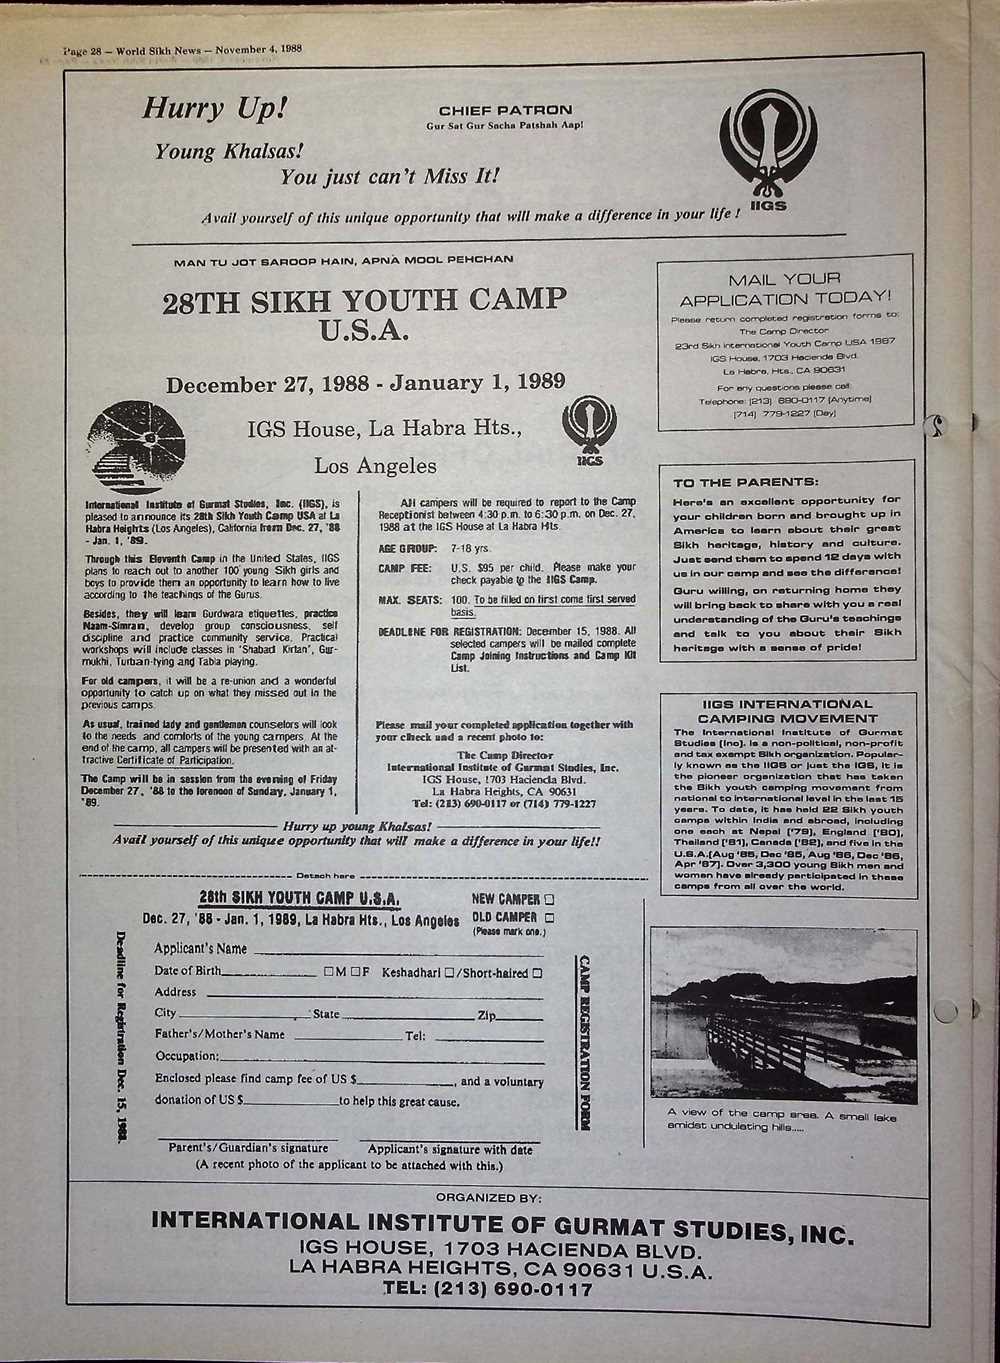 Page 28 — World Sikh News — November 4, 1988
Hurry Up!
Young Khalsas!
You just can't Miss It!
CHIEF PATRON
Gur Sat Gur Sacha Patshah Aap!
IIGS
Avail yourself of this unique opportunity that will make a difference in your life !
MAN TU JOT SAROOP HAIN, APNA MOOL PEHCHAN
28TH SIKH YOUTH CAMP
U.S.A.
December 27, 1988 - January 1, 1989
IGS House, La Habra Hts.,
Los Angeles
IIGS
International Institute of Gurmat Studies, Inc. (IIGS), is
pleased to announce its 28th Sikh Youth Camp USA at La
Habra Heights (Los Angeles), California from Dec. 27, '88
- Jan. 1, '89.
Through this Eleventh Camp in the United States, IIGS
plans to reach out to another 100 young Sikh girls and
boys to provide them an opportunity to learn how to live
according to the teachings of the Gurus.
Besides, they will learn Gurdwara etiquettes, practice
Naam-Simran, develop group consciousness, self
discipline and practice community service. Practical
workshops will include classes in 'Shabad Kirtan', Gur-
mukhi, Turban-tying and Tabla playing.
For old campers, it will be a re-union and a wonderful
opportunity to catch up on what they missed out in the
previous camps.
As usual, trained lady and gentleman counselors will look
to the needs and comforts of the young campers. At the
end of the camp, all campers will be presented with an at-
tractive Certificate of Participation.
The Camp will be in session from the evening of Friday
December 27, '88 to the forenoon of Sunday, January 1,
'89.
All campers will be required to report to the Camp
Receptionist between 4:30 p.m. to 6:30 p.m. on Dec. 27,
1988 at the IGS House at La Habra Hts.
AGE GROUP: 7-18 yrs.
CAMP FEE: U.S. $95 per child. Please make your
check payable to the IIGS Camp.
MAX. SEATS: 100. To be filled on first come first served
basis.
DEADLINE FOR REGISTRATION: December 15, 1988. All
selected campers will be mailed complete
Camp Joining Instructions and Camp Kit
List.
Please mail your completed application together with
your check and a recent photo to:
The Camp Director
International Institute of Gurmat Studies, Inc.
IGS House, 1703 Hacienda Blvd.
La Habra Heights, CA 90631
Tel: (213) 690-0117 or (714) 779-1227
Hurry up young Khalsas!
Avail yourself of this unique opportunity that will make a difference in your life!!
Detach here
28th SIKH YOUTH CAMP U.S.A.
Dec. 27, '88 - Jan. 1, 1989, La Habra Hts., Los Angeles
NEW CAMPER
OLD CAMPER
(Please mark one.)
Deadline for Registration Dec. 15, 1988.
Applicant's Name
Date of Birth M F Keshadhari /Short-haired
Address
City State Zip
Father's/Mother's Name Tel:
Occupation:
Enclosed please find camp fee of US $ , and a voluntary
donation of US $ to help this great cause.
Parent's/Guardian's signature Applicant's signature with date
(A recent photo of the applicant to be attached with this.)
CAMP REGISTRATION FORM
MAIL YOUR
APPLICATION TODAY!
Please return completed registration forms to:
The Camp Director
23rd Sikh International Youth Camp USA 1987
IGS House, 1703 Hacienda Blvd.
La Habra, Hts., CA 90631
For any questions please call:
Telephone: (213) 690-0117 (Anytime)
(714) 779-1227 (Day)
TO THE PARENTS:
Here's an excellent opportunity for
your children born and brought up in
America to learn about their great
Sikh heritage, history and culture.
Just send them to spend 12 days with
us in our camp and see the difference!
Guru willing, on returning home they
will bring back to share with you a real
understanding of the Guru's teachings
and talk to you about their Sikh
heritage with a sense of pride!
IIGS INTERNATIONAL
CAMPING MOVEMENT
The International Institute of Gurmat
Studies (Inc). is a non-political, non-profit
and tax exempt Sikh organization. Popular-
ly known as the IIGS or just the IGS, it is
the pioneer organization that has taken
the Sikh youth camping movement from
national to international level in the last 15
years. To date, it has held 22 Sikh youth
camps within India and abroad, including
one each at Nepal ('79), England ('80),
Thailand ('81), Canada ('82), and five in the
U.S.A.(Aug '85, Dec '85, Aug '86, Dec '86,
Apr '87). Over 3,300 young Sikh men and
women have already participated in these
camps from all over the world.
A view of the camp area. A small lake
amidst undulating hills.....
ORGANIZED BY:
INTERNATIONAL INSTITUTE OF GURMAT STUDIES, INC.
IGS HOUSE, 1703 HACIENDA BLVD.
LA HABRA HEIGHTS, CA 90631 U.S.A.
TEL: (213) 690-0117